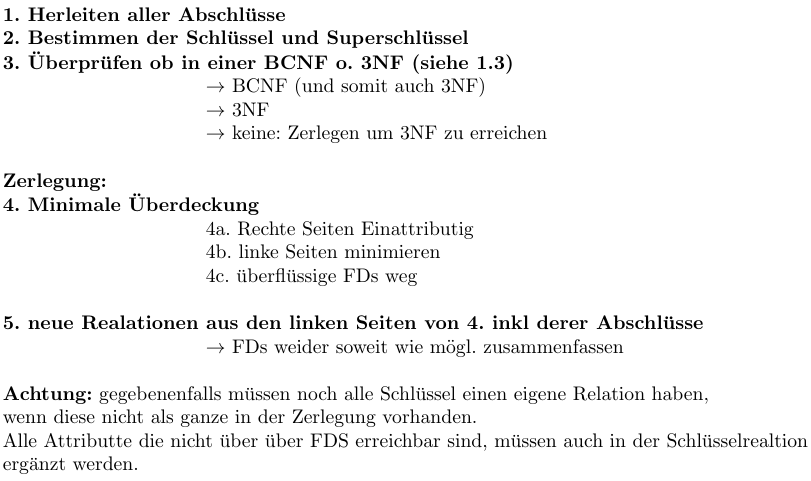 1. Herleiten aller Abschlüsse
2. Bestimmen der Schlüssel und Superschlüssel
3. Überprüfen ob in einer BCNF o. 3NF (siehe 1.3)
→ BCNF (und somit auch 3NF)
→ 3NF
→ keine: Zerlegen um 3NF zu erreichen
Zerlegung:
4. Minimale Überdeckung
4a. Rechte Seiten Einattributig
4b. linke Seiten minimieren
4c. überflüssige FDs weg
5. neue Realationen aus den linken Seiten von 4. inkl derer Abschlüsse
→ FDs weider soweit wie mögl. zusammenfassen
Achtung: gegebenenfalls müssen noch alle Schlüssel einen eigene Relation haben,
wenn diese nicht als ganze in der Zerlegung vorhanden.
Alle Attributte die nicht über über FDS erreichbar sind, müssen auch in der Schlüsselrealtion
ergänzt werden.